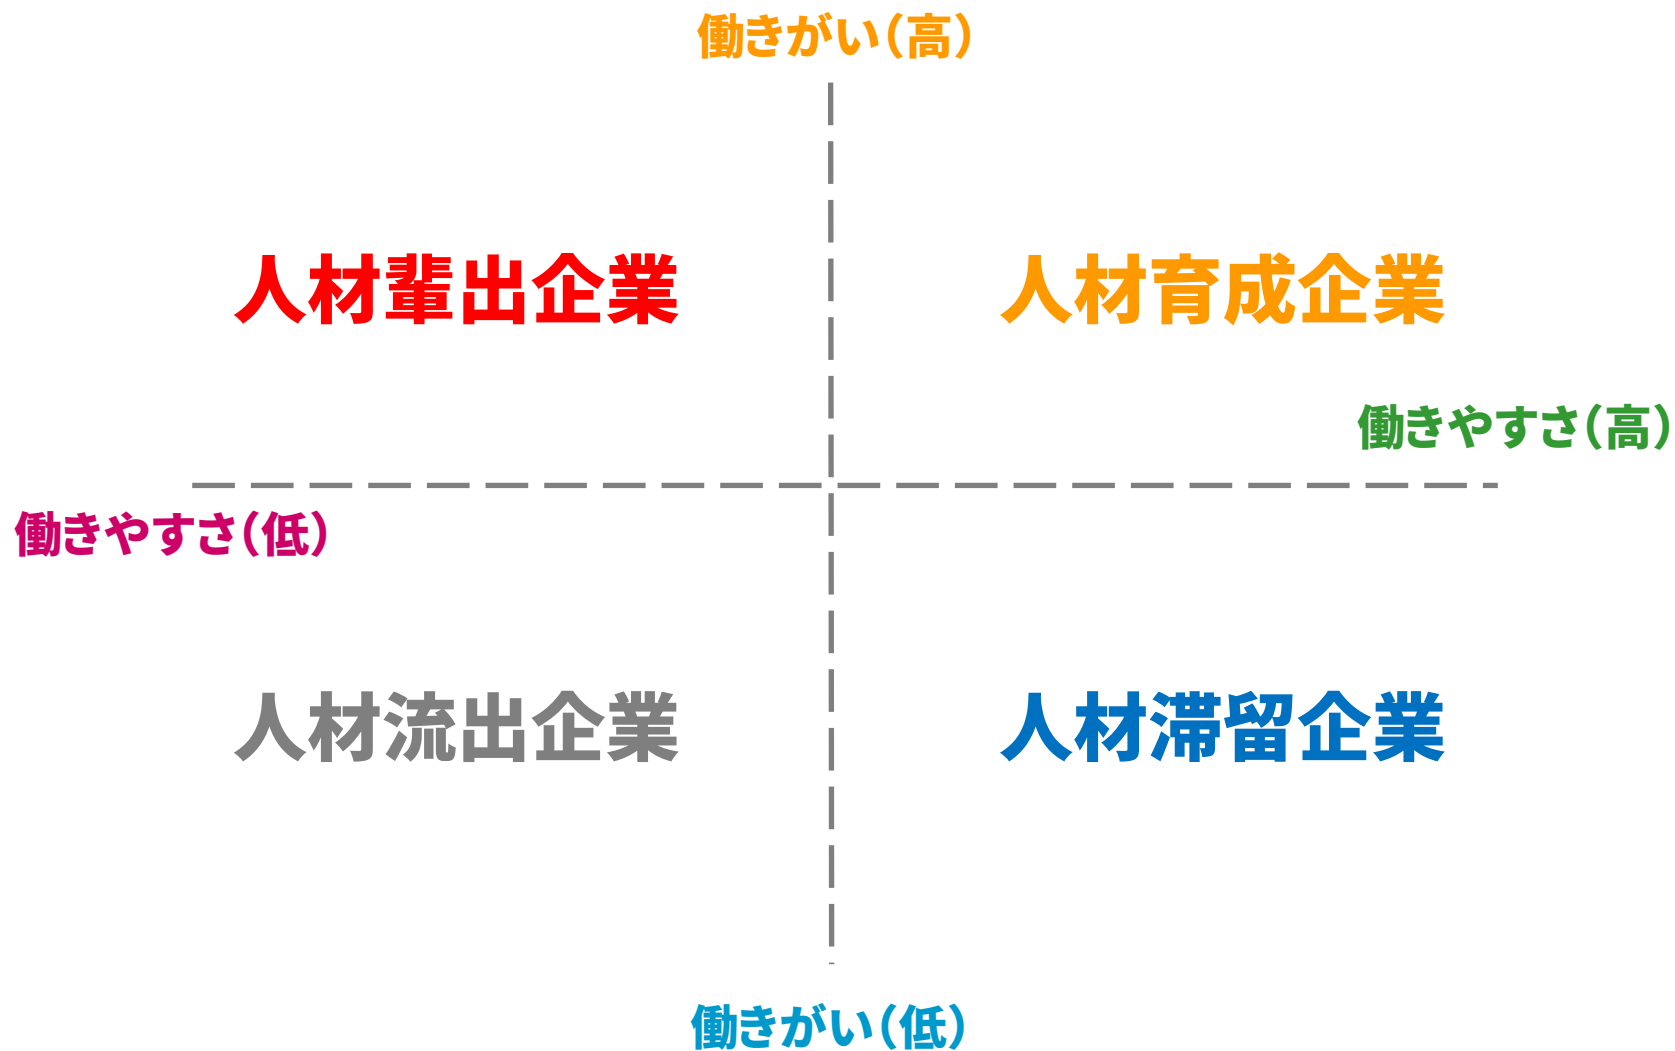 働きがい（高）
人材輩出企業
人材育成企業
働きやすさ（高）
働きやすさ（低）
人材流出企業
人材滞留企業
働きがい（低）